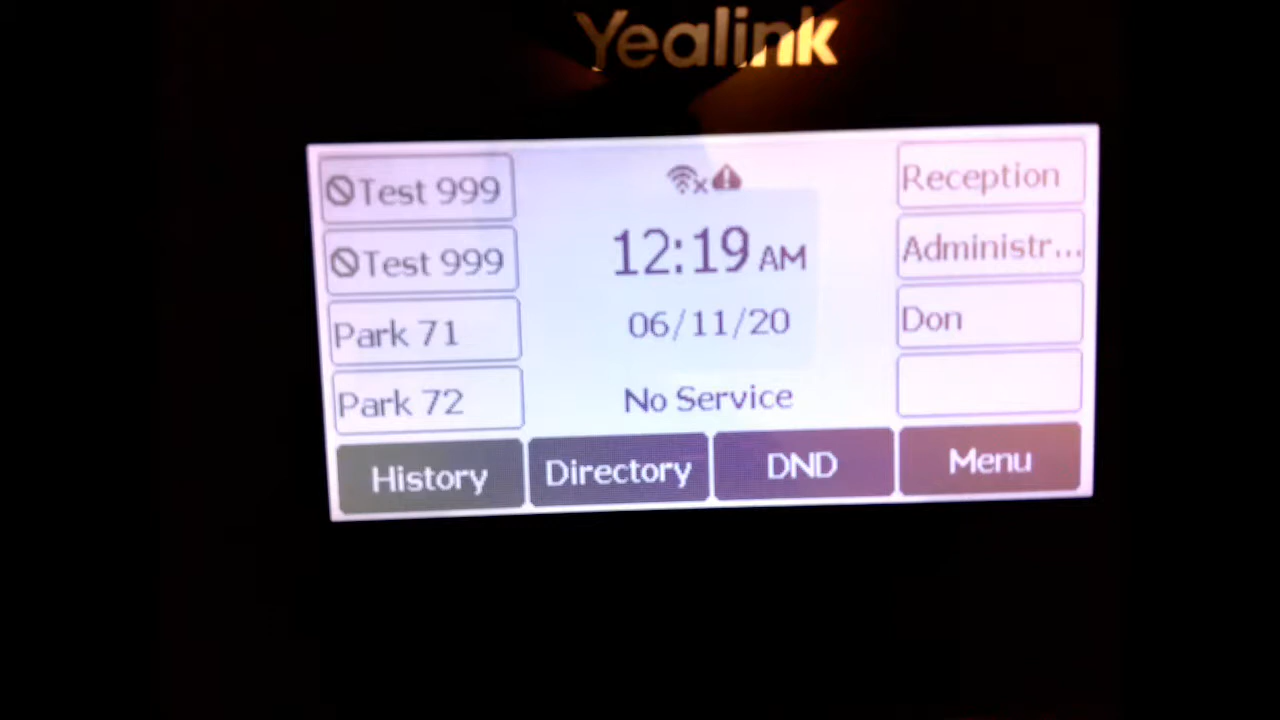 Yealink
Test 999
Test 999
Park 71
Park 72
12:19 AM
06/11/20
No Service
Reception
Administr...
Don
History
Directory
DND
Menu